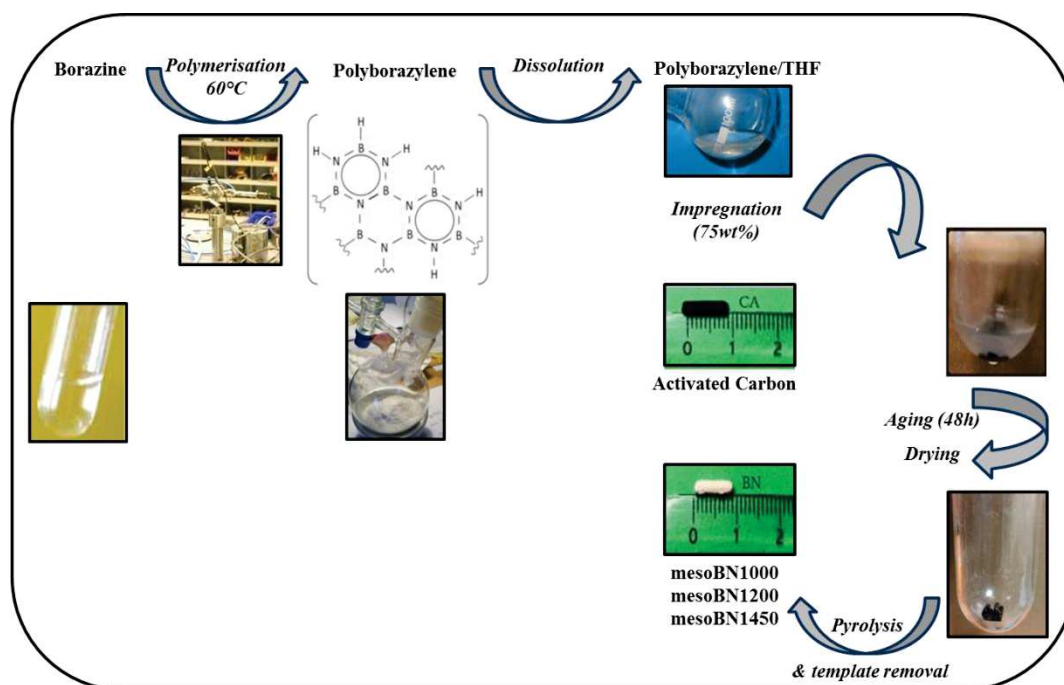 Borazine
Polymerisation
60°C
Polyborazylene
Dissolution
Polyborazylene/THF
H
B
H
N
N
H
B
B
N
N
B
N
H
B
B
B
N
N
H
Impregnation
(75wt%)
CA
0 1 2
Activated Carbon
Aging (48h)
Drying
BN
0 1 2
mesoBN1000
mesoBN1200
mesoBN1450
Pyrolysis
& template removal